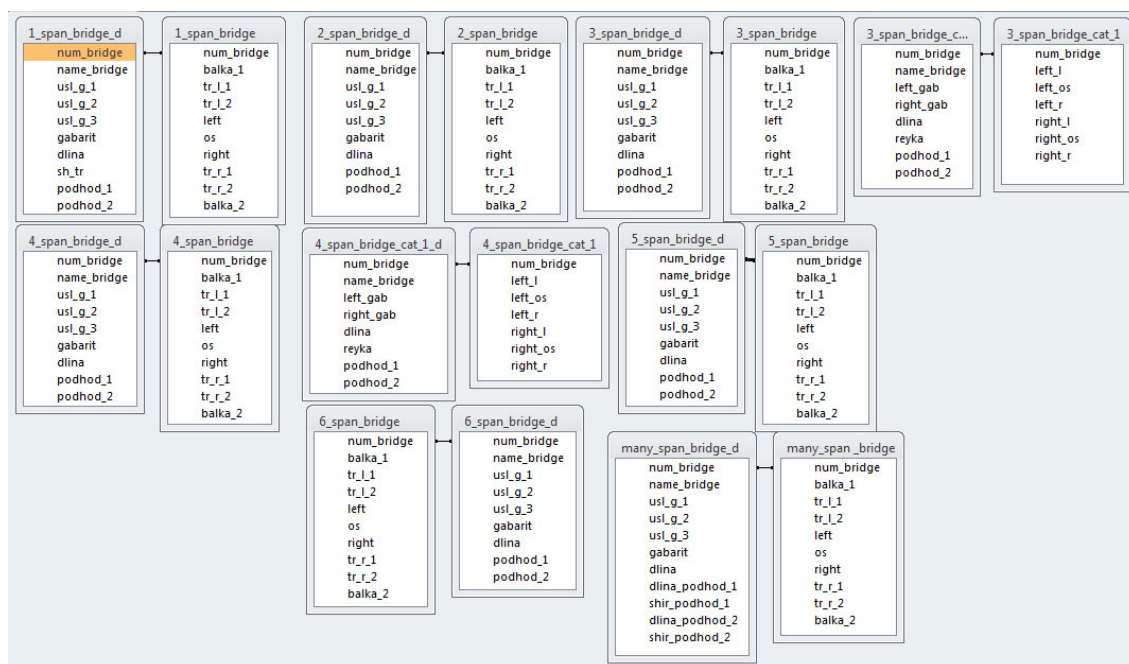 1_span_bridge_d
num_bridge
name_bridge
usl_g_1
usl_g_2
usl_g_3
gabarit
dlina
sh_tr
podhod_1
podhod_2
1_span_bridge
num_bridge
balka_1
tr_l_1
tr_l_2
left
os
right
tr_r_1
tr_r_2
balka_2
2_span_bridge_d
num_bridge
name_bridge
usl_g_1
usl_g_2
usl_g_3
gabarit
dlina
podhod_1
podhod_2
2_span_bridge
num_bridge
balka_1
tr_l_1
tr_l_2
left
os
right
tr_r_1
tr_r_2
balka_2
3_span_bridge_d
num_bridge
name_bridge
usl_g_1
usl_g_2
usl_g_3
gabarit
dlina
podhod_1
podhod_2
3_span_bridge
num_bridge
balka_1
tr_l_1
tr_l_2
left
os
right
tr_r_1
tr_r_2
balka_2
3_span_bridge_c...
num_bridge
name_bridge
left_gab
right_gab
dlina
reyka
podhod_1
podhod_2
3_span_bridge_cat_1
num_bridge
left_l
left_os
left_r
right_l
right_os
right_r
4_span_bridge_d
num_bridge
name_bridge
usl_g_1
usl_g_2
usl_g_3
gabarit
dlina
podhod_1
podhod_2
4_span_bridge
num_bridge
balka_1
tr_l_1
tr_l_2
left
os
right
tr_r_1
tr_r_2
balka_2
4_span_bridge_cat_1_d
num_bridge
name_bridge
left_gab
right_gab
dlina
reyka
podhod_1
podhod_2
4_span_bridge_cat_1
num_bridge
left_l
left_os
left_r
right_l
right_os
right_r
5_span_bridge_d
num_bridge
name_bridge
usl_g_1
usl_g_2
usl_g_3
gabarit
dlina
podhod_1
podhod_2
5_span_bridge
num_bridge
balka_1
tr_l_1
tr_l_2
left
os
right
tr_r_1
tr_r_2
balka_2
6_span_bridge
num_bridge
balka_1
tr_l_1
tr_l_2
left
os
right
tr_r_1
tr_r_2
balka_2
6_span_bridge_d
num_bridge
name_bridge
usl_g_1
usl_g_2
usl_g_3
gabarit
dlina
podhod_1
podhod_2
many_span_bridge_d
num_bridge
name_bridge
usl_g_1
usl_g_2
usl_g_3
gabarit
dlina
dlina_podhod_1
shir_podhod_1
dlina_podhod_2
shir_podhod_2
many_span _bridge
num_bridge
balka_1
tr_l_1
tr_l_2
left
os
right
tr_r_1
tr_r_2
balka_2